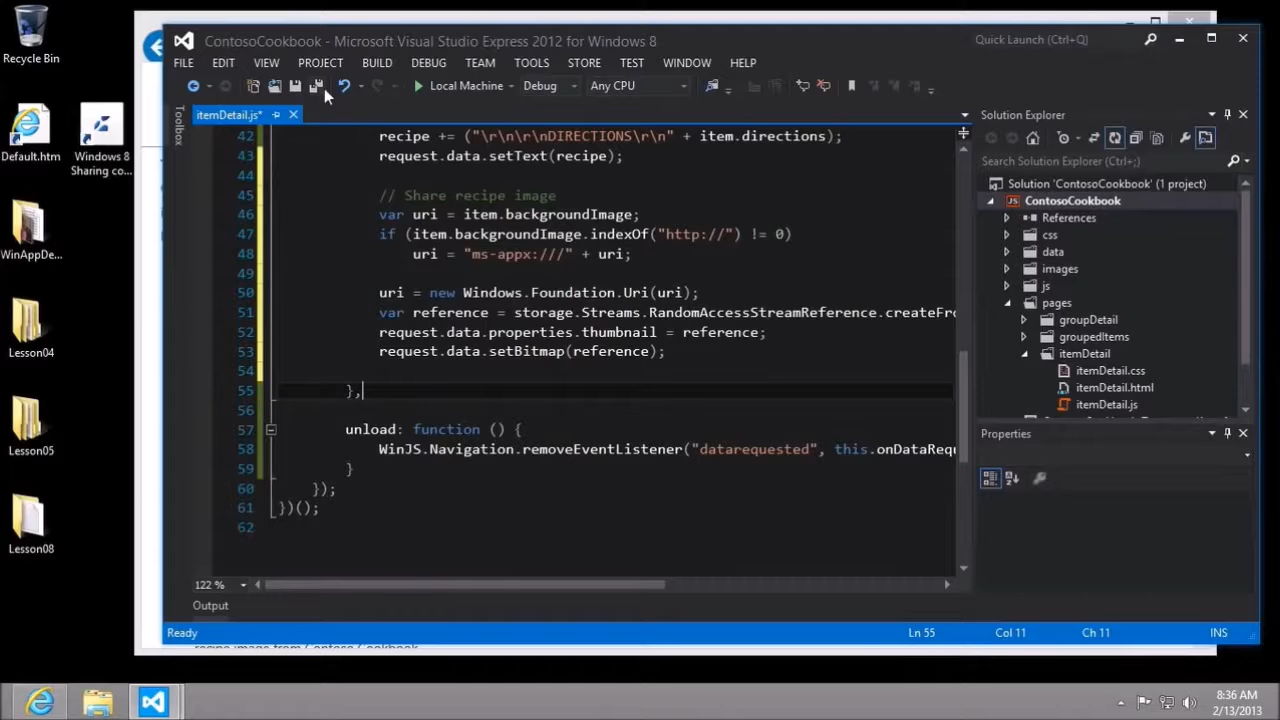 Recycle Bin
Default.htm
Windows 8
Sharing co...
WinAppDe...
Lesson04
Lesson05
Lesson08
ContosoCookbook - Microsoft Visual Studio Express 2012 for Windows 8
Quick Launch (Ctrl+Q)
FILE EDIT VIEW PROJECT BUILD DEBUG TEAM TOOLS STORE TEST WINDOW HELP
Local Machine Debug Any CPU
Toolbox
itemDetail.js*
42 recipe += ("\r\n\r\nDIRECTIONS\r\n" + item.directions);
43 request.data.setText(recipe);
44
45 // Share recipe image
46 var uri = item.backgroundImage;
47 if (item.backgroundImage.indexOf("http://") != 0)
48 uri = "ms-appx:///" + uri;
49
50 uri = new Windows.Foundation.Uri(uri);
51 var reference = storage.Streams.RandomAccessStreamReference.createFro
52 request.data.properties.thumbnail = reference;
53 request.data.setBitmap(reference);
54
55 },
56
57 unload: function () {
58 WinJS.Navigation.removeEventListener("datarequested", this.onDataRequ
59 }
60 });
61 })();
62
122 %
Output
Ready Ln 55 Col 11 Ch 11 INS
Solution Explorer
Search Solution Explorer (Ctrl+;)
Solution 'ContosoCookbook' (1 project)
JS ContosoCookbook
References
css
data
images
js
pages
groupDetail
groupedItems
itemDetail
itemDetail.css
itemDetail.html
itemDetail.js
Properties
recipe image from Contoso Cookbook
8:36 AM
2/13/2013